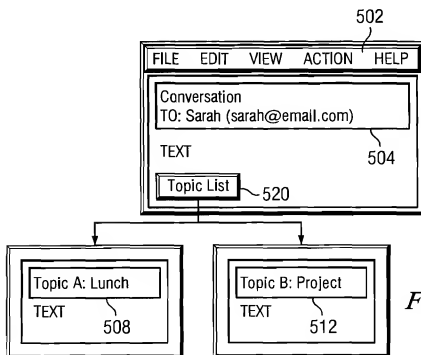 502
FILE EDIT VIEW ACTION HELP
Conversation
TO: Sarah (sarah@email.com)
504
TEXT
Topic List
520
Topic A: Lunch
TEXT
508
Topic B: Project
TEXT
512
F